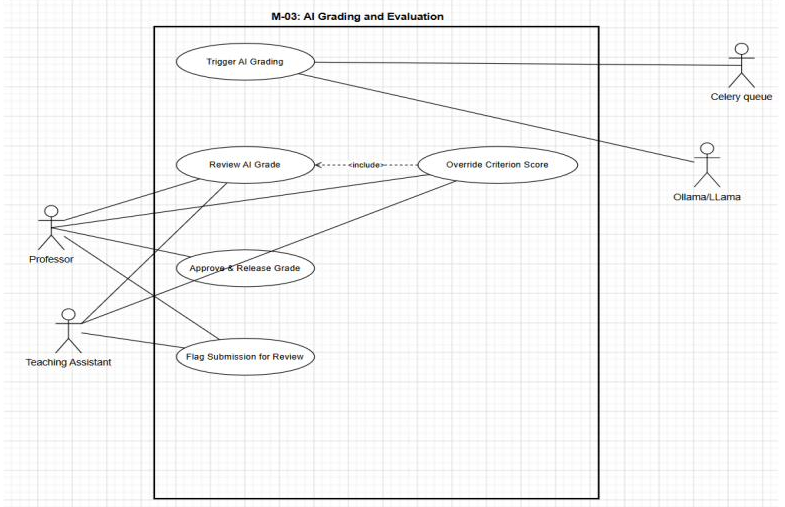 M-03: AI Grading and Evaluation
Trigger AI Grading
Celery queue
Review AI Grade
<include>
Override Criterion Score
Ollama/LLama
Professor
Approve & Release Grade
Teaching Assistant
Flag Submission for Review